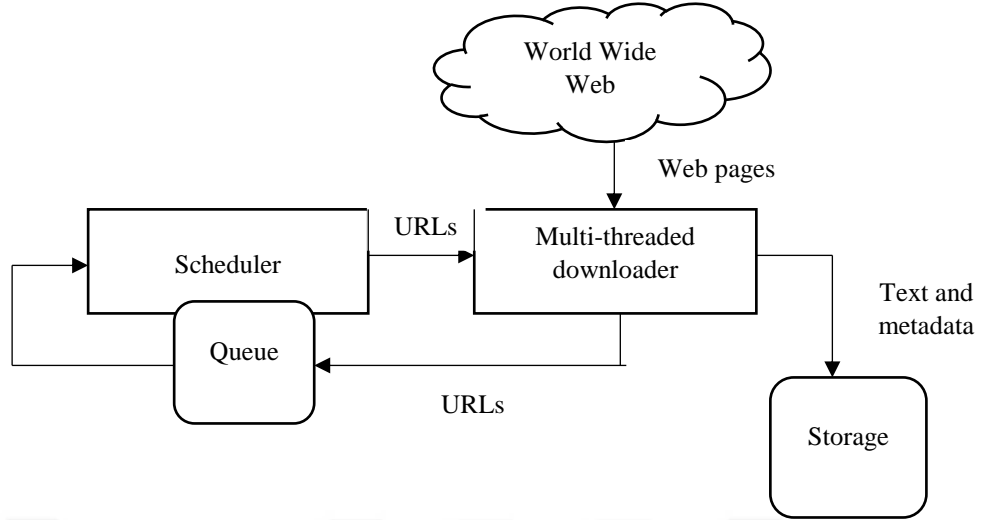 World Wide
Web
Web pages
URLs
Multi-threaded
downloader
Scheduler
Text and
metadata
Queue
URLs
Storage